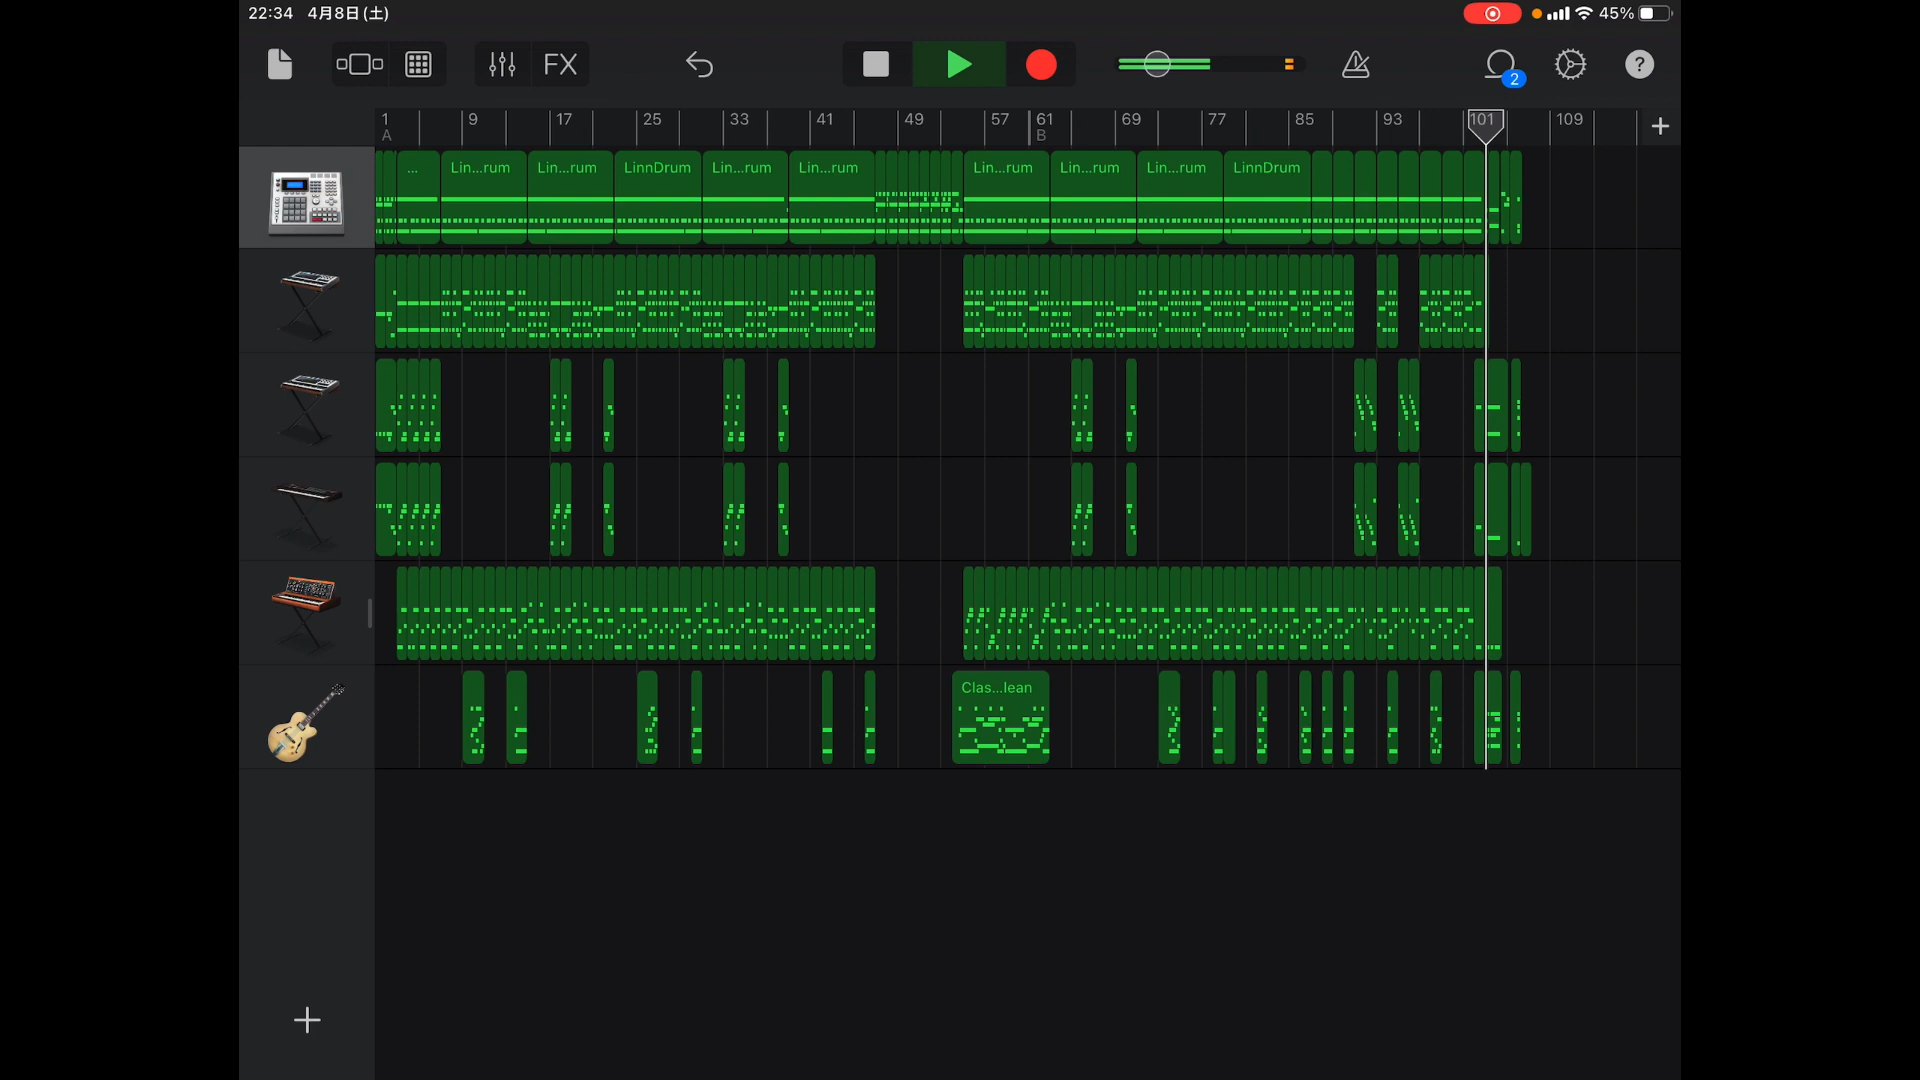 22:34 4月8日(土) 45%
FX 2 ?
1 9 17 25 33 41 49 57 61 69 77 85 93 101 109
A B
... Lin...rum Lin...rum LinnDrum Lin...rum Lin...rum Lin...rum Lin...rum Lin...rum LinnDrum
Clas...lean